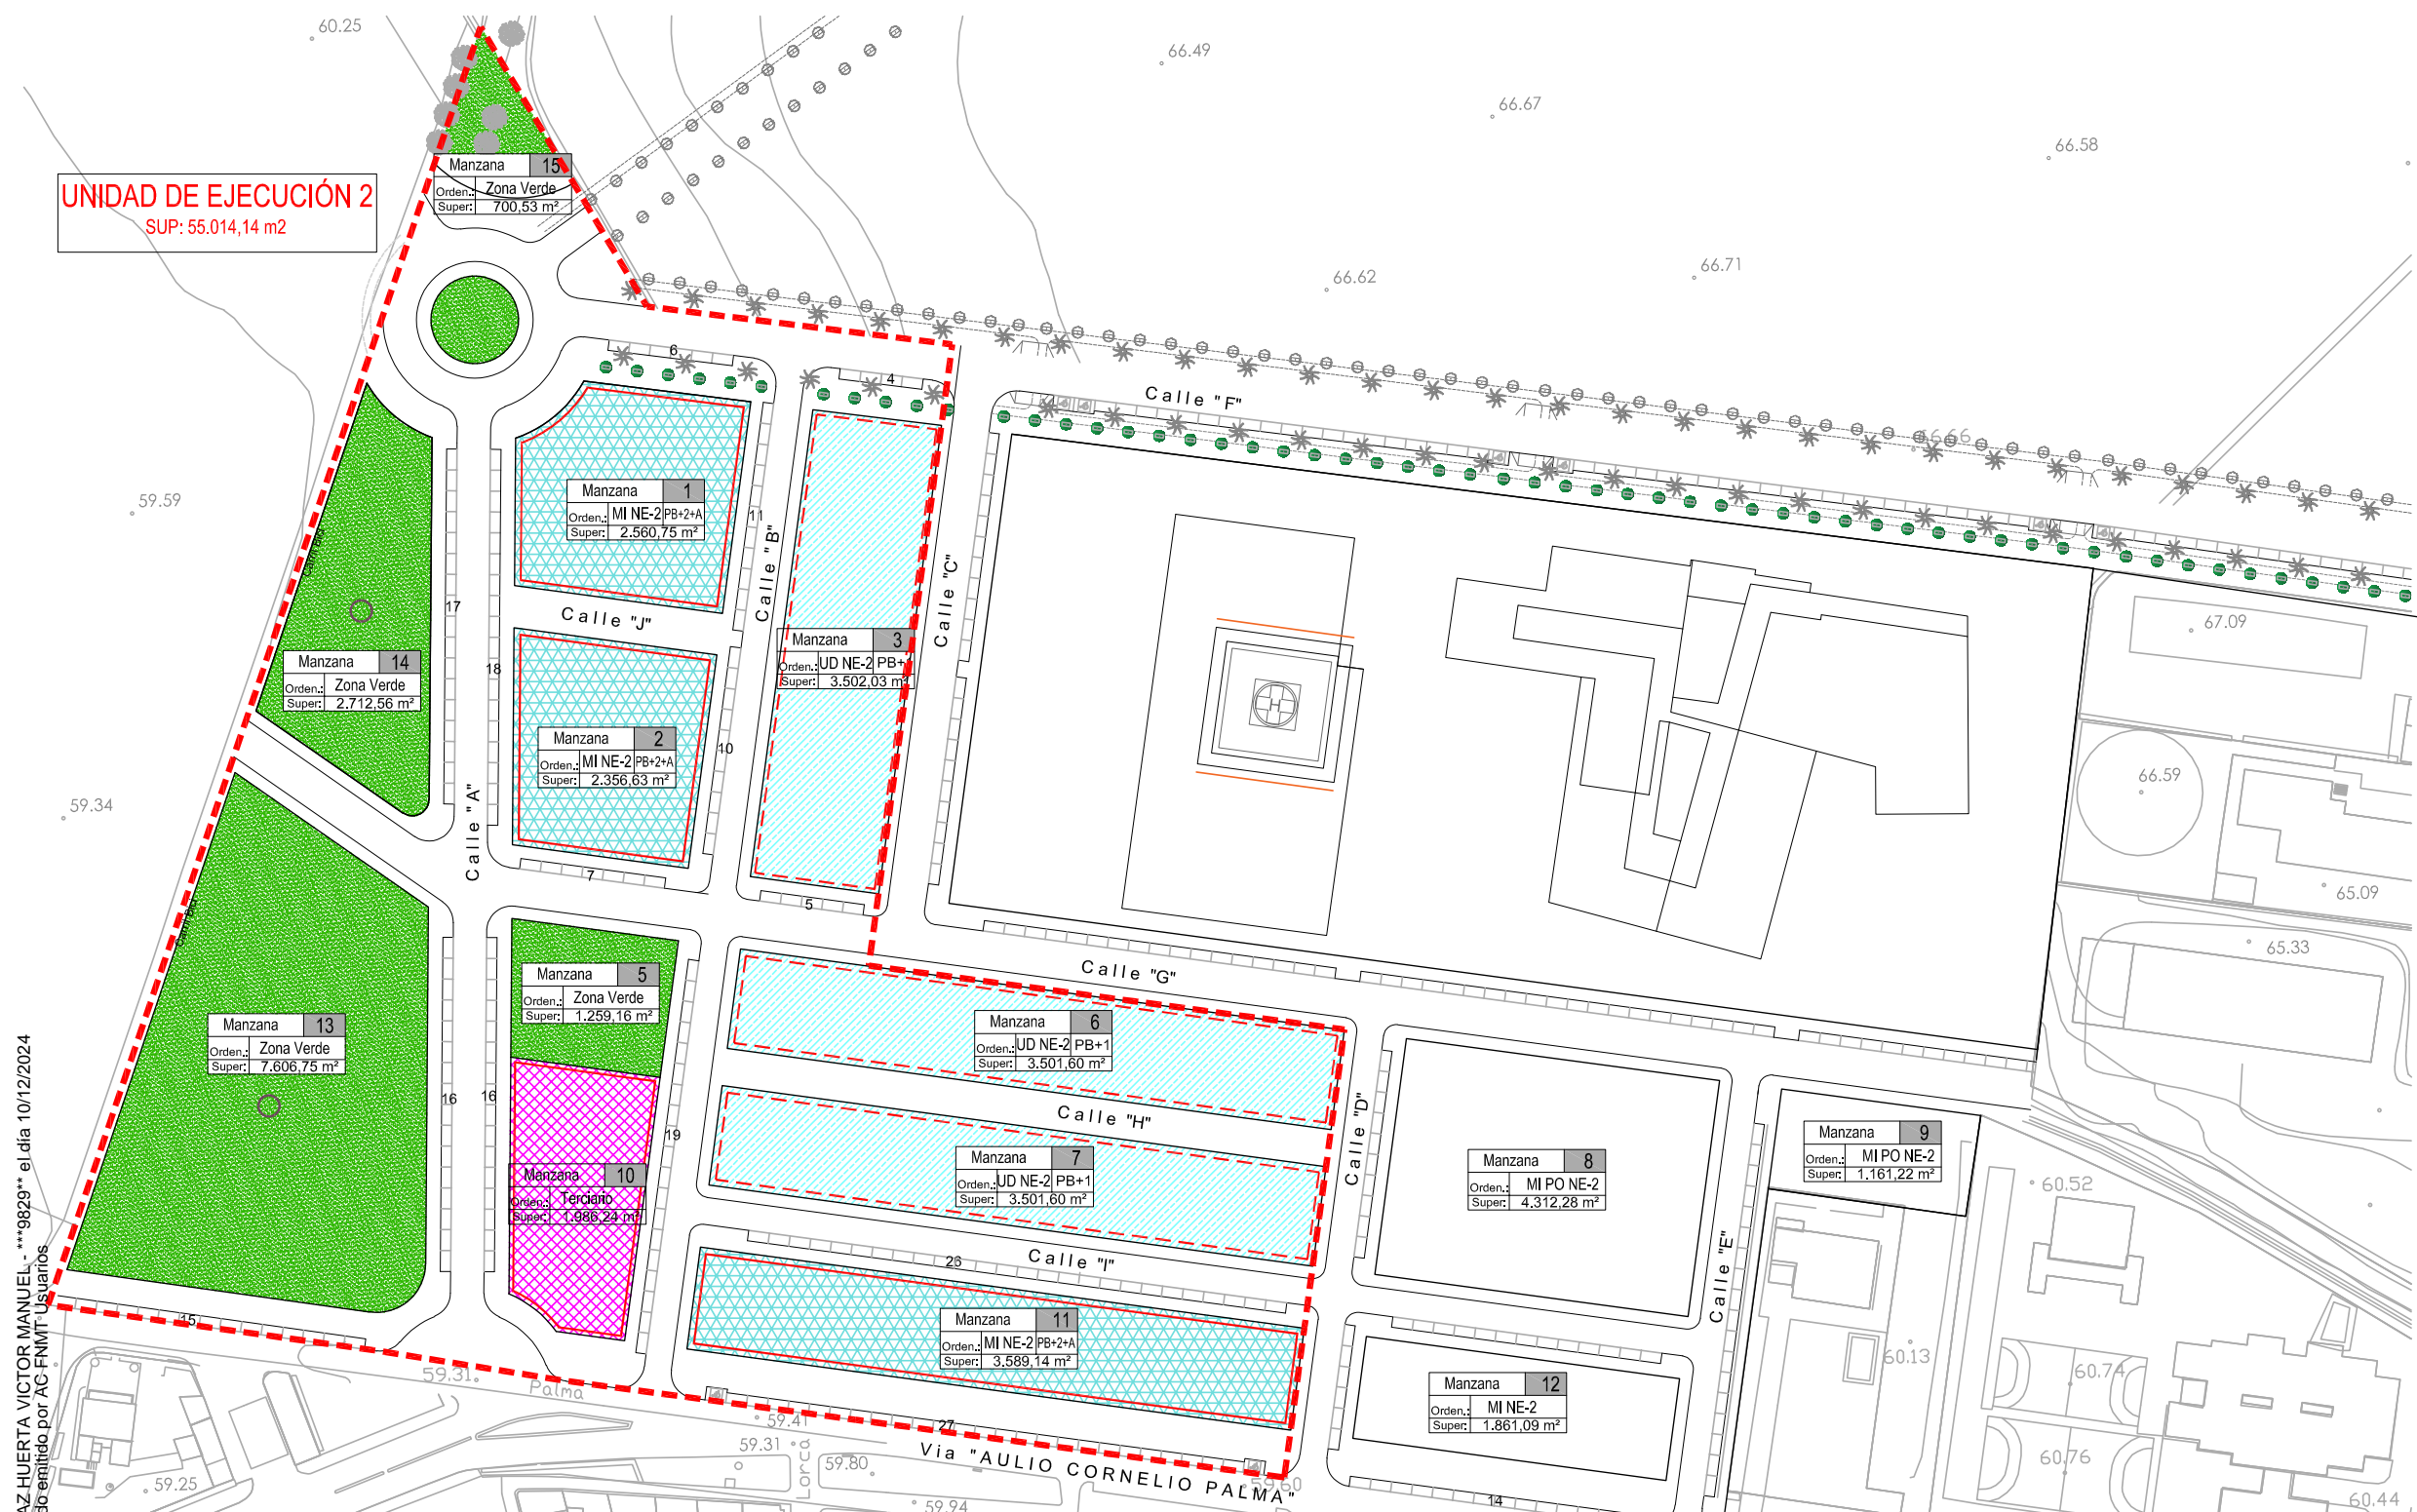 60.25
66.49
66.67
66.58
UNIDAD DE EJECUCIÓN 2
SUP: 55.014,14 m2
Manzana 15
Orden.: Zona Verde
Super: 700,53 m²
66.62
66.71
6
4
Calle "F"
66.66
59.59
Manzana 1
Orden.: MI NE-2 PB+2+A
Super: 2.560,75 m²
11
Calle "B"
Calle "C"
17
18
Calle "J"
67.09
Manzana 3
Orden.: UD NE-2 PB+1
Super: 3.502,03 m²
Manzana 14
Orden.: Zona Verde
Super: 2.712,56 m²
Manzana 2
Orden.: MI NE-2 PB+2+A
Super: 2.356,63 m²
10
H
66.59
59.34
Calle "A"
7
5
65.09
65.33
Manzana 5
Orden.: Zona Verde
Super: 1.259,16 m²
Calle "G"
Manzana 13
Orden.: Zona Verde
Super: 7.606,75 m²
Manzana 6
Orden.: UD NE-2 PB+1
Super: 3.501,60 m²
16
16
19
Calle "H"
Calle "D"
Manzana 10
Orden.: Terciario
Super: 1.986,24 m²
Manzana 7
Orden.: UD NE-2 PB+1
Super: 3.501,60 m²
Manzana 8
Orden.: MI PO NE-2
Super: 4.312,28 m²
Manzana 9
Orden.: MI PO NE-2
Super: 1.161,22 m²
60.52
26
Calle "I"
Calle "E"
15
Manzana 11
Orden.: MI NE-2 PB+2+A
Super: 3.589,14 m²
60.13
60.74
59.31
Palma
Manzana 12
Orden.: MI NE-2
Super: 1.861,09 m²
59.41
27
59.31
Lorca
59.80
Via "AULIO CORNELIO PALMA"
59.60
59.25
59.94
14
60.76
60.44
AZ HUERTA VICTOR MANUEL - ***9829** el día 10/12/2024
do emitido por AC FNMT Usuarios